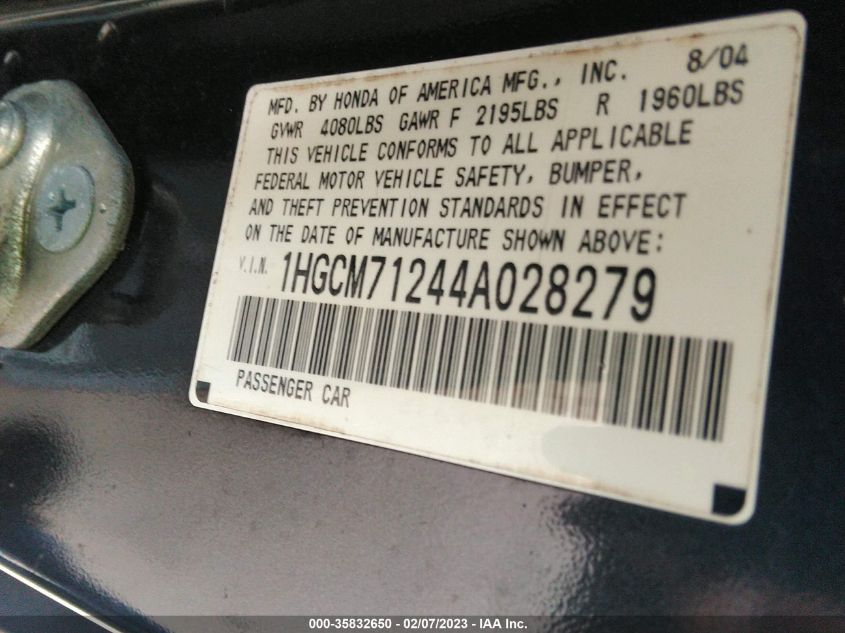 8/04
MFD. BY HONDA OF AMERICA MFG., INC.
GVWR 4080LBS GAWR F 2195LBS R 1960LBS
THIS VEHICLE CONFORMS TO ALL APPLICABLE
FEDERAL MOTOR VEHICLE SAFETY, BUMPER,
AND THEFT PREVENTION STANDARDS IN EFFECT
ON THE DATE OF MANUFACTURE SHOWN ABOVE:
V.I.N. 1HGCM71244A028279
PASSENGER CAR
000-35832650 - 02/07/2023 - IAA Inc.